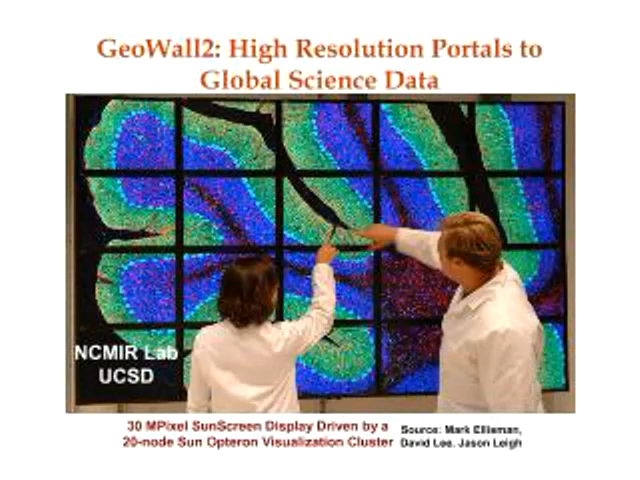 GeoWall2: High Resolution Portals to
Global Science Data
NCMIR Lab
UCSD
30 MPixel SunScreen Display Driven by a
20-node Sun Opteron Visualization Cluster
Source: Mark Ellisman,
David Lee, Jason Leigh